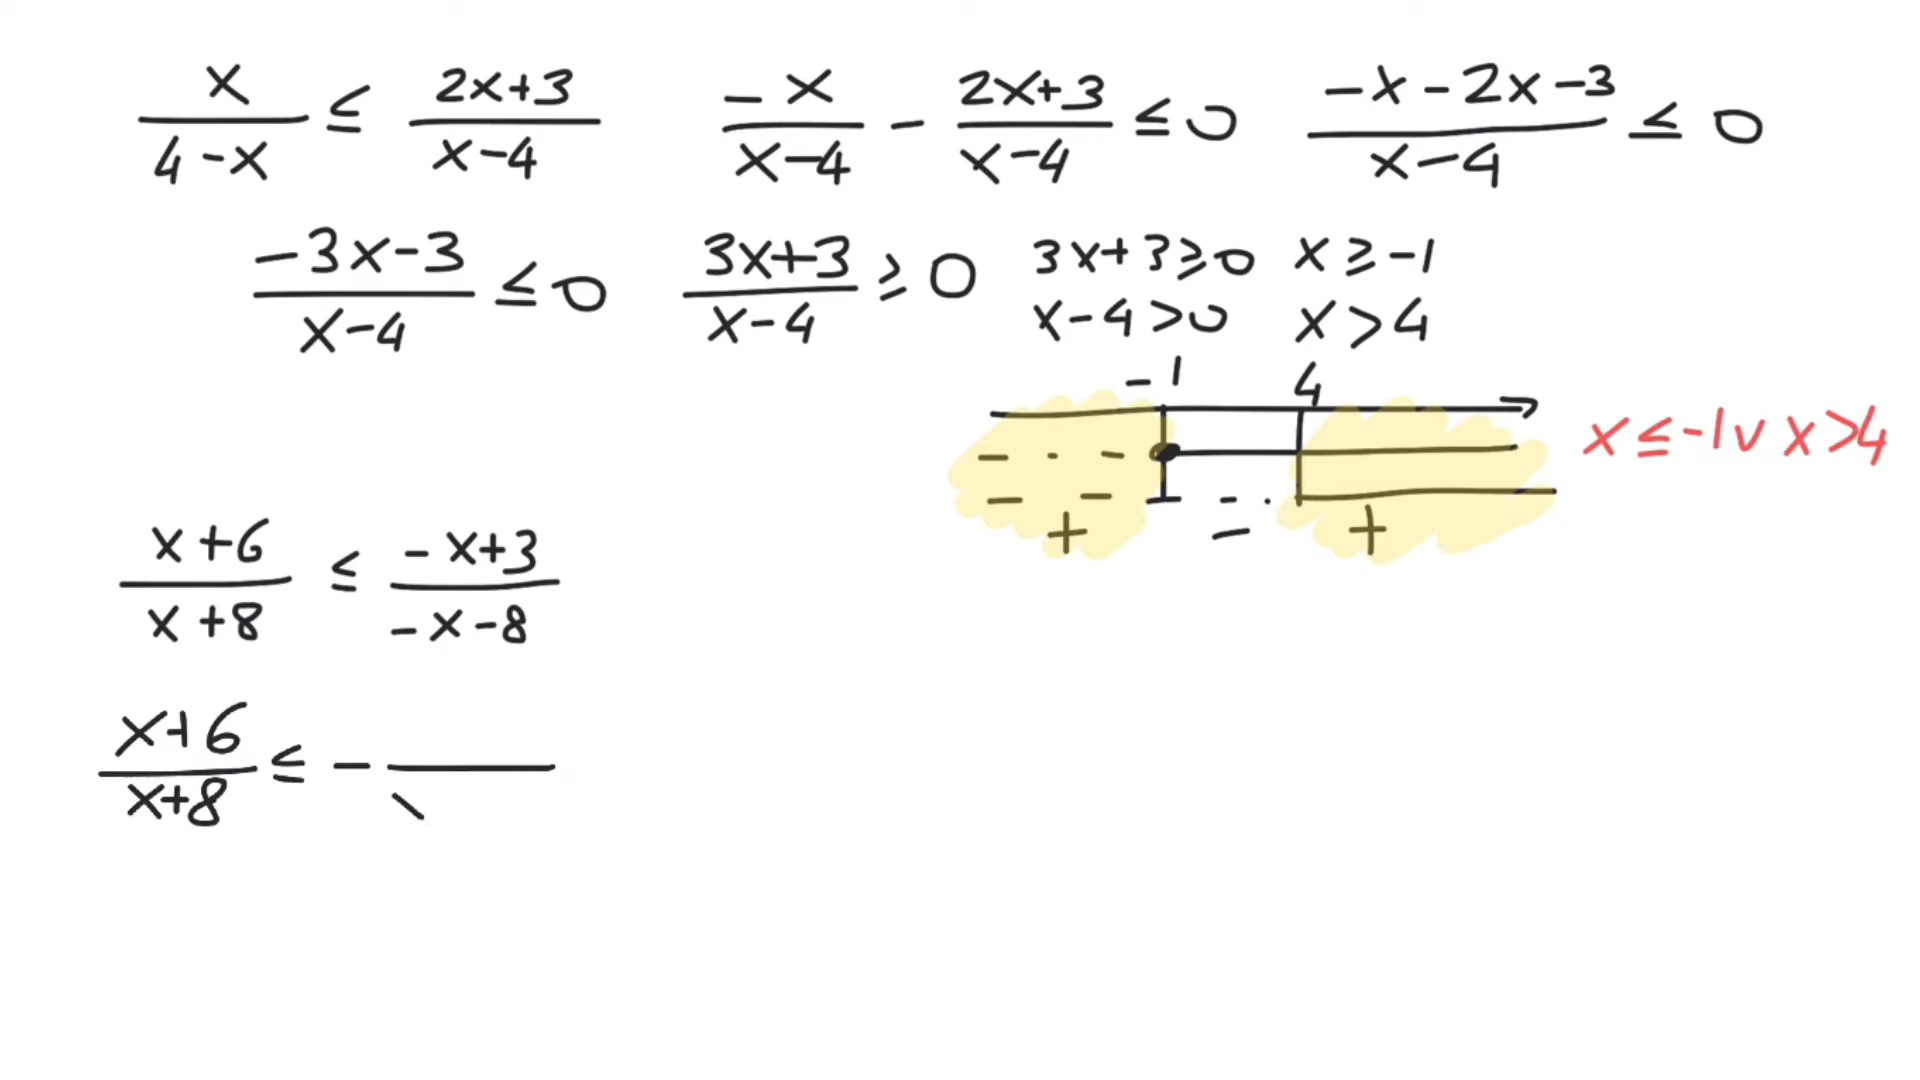 x/(4-x) ≤ (2x+3)/(x-4)   - x/(x-4) - (2x+3)/(x-4) ≤ 0   (-x-2x-3)/(x-4) ≤ 0
(-3x-3)/(x-4) ≤ 0   (3x+3)/(x-4) ≥ 0   3x+3≥0   x ≥ -1
x-4>0   x>4
-1   4
x ≤ -1 v x>4
- - -
- - - - .
+ - +
(x+6)/(x+8) ≤ (-x+3)/(-x-8)
(x+6)/(x+8) ≤ -